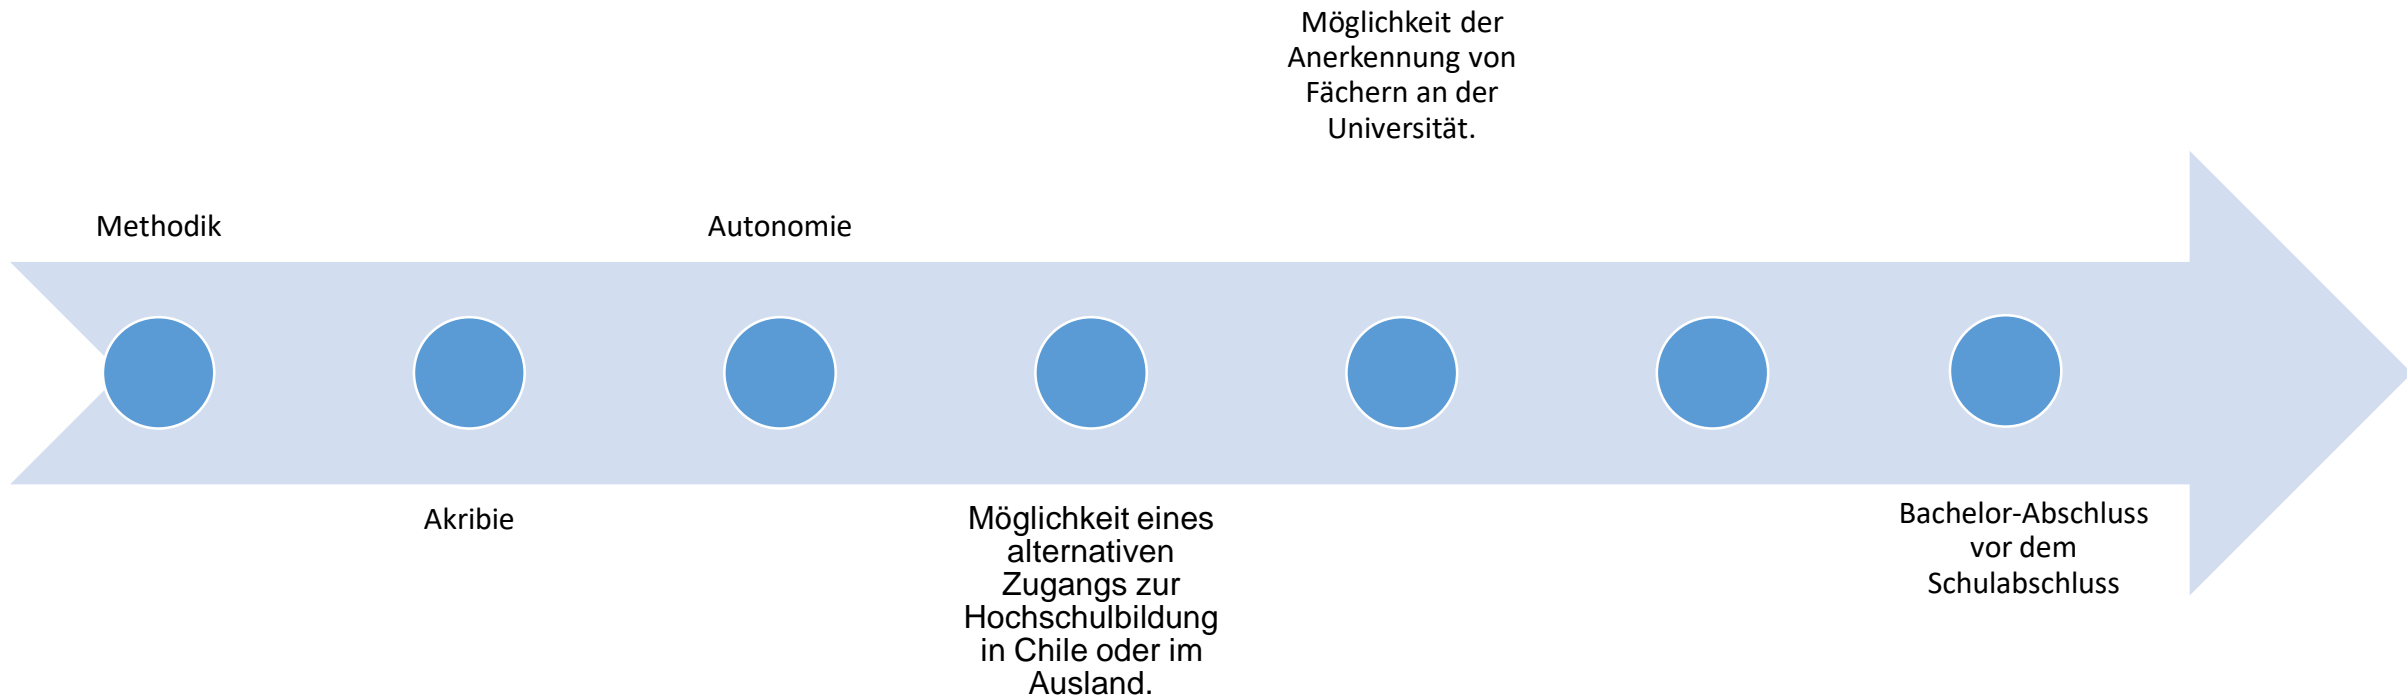 Methodik
Akribie
Autonomie
Möglichkeit eines
alternativen
Zugangs zur
Hochschulbildung
in Chile oder im
Ausland.
Möglichkeit der
Anerkennung von
Fächern an der
Universität.
Bachelor-Abschluss
vor dem
Schulabschluss